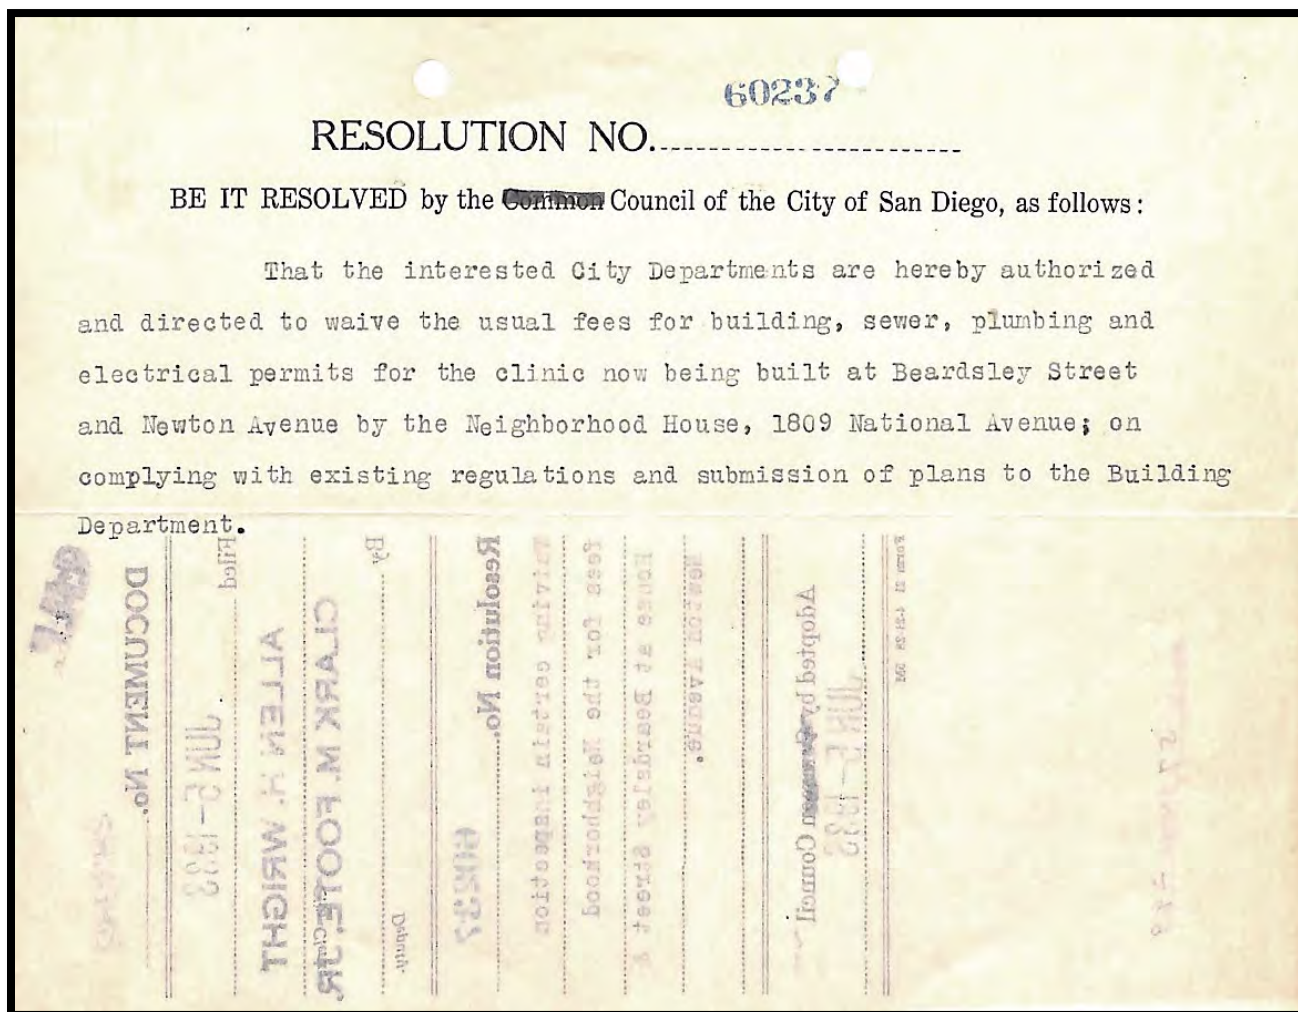 60237
RESOLUTION NO.
BE IT RESOLVED by the Common Council of the City of San Diego, as follows:
That the interested City Departments are hereby authorized
and directed to waive the usual fees for building, sewer, plumbing and
electrical permits for the clinic now being built at Beardsley Street
and Newton Avenue by the Neighborhood House, 1809 National Avenue; on
complying with existing regulations and submission of plans to the Building
Department.
DOCUMENT No.
Filed JUN 5-1933
ALLEN H. WRIGHT
CLARK M. FOOTE JR.
By Deputy.
Resolution No. 60237
Waiving certain inspection
fees for the Neighborhood
House at Beardsley Street &
Newton Avenue.
Adopted by Common Council
JUN 5-1933
Form 21